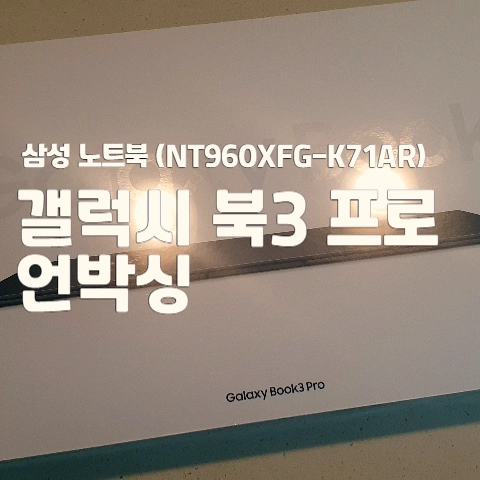 삼성 노트북 (NT960XFG-K71AR)
갤럭시 북3 프로
언박싱
Galaxy Book3 Pro